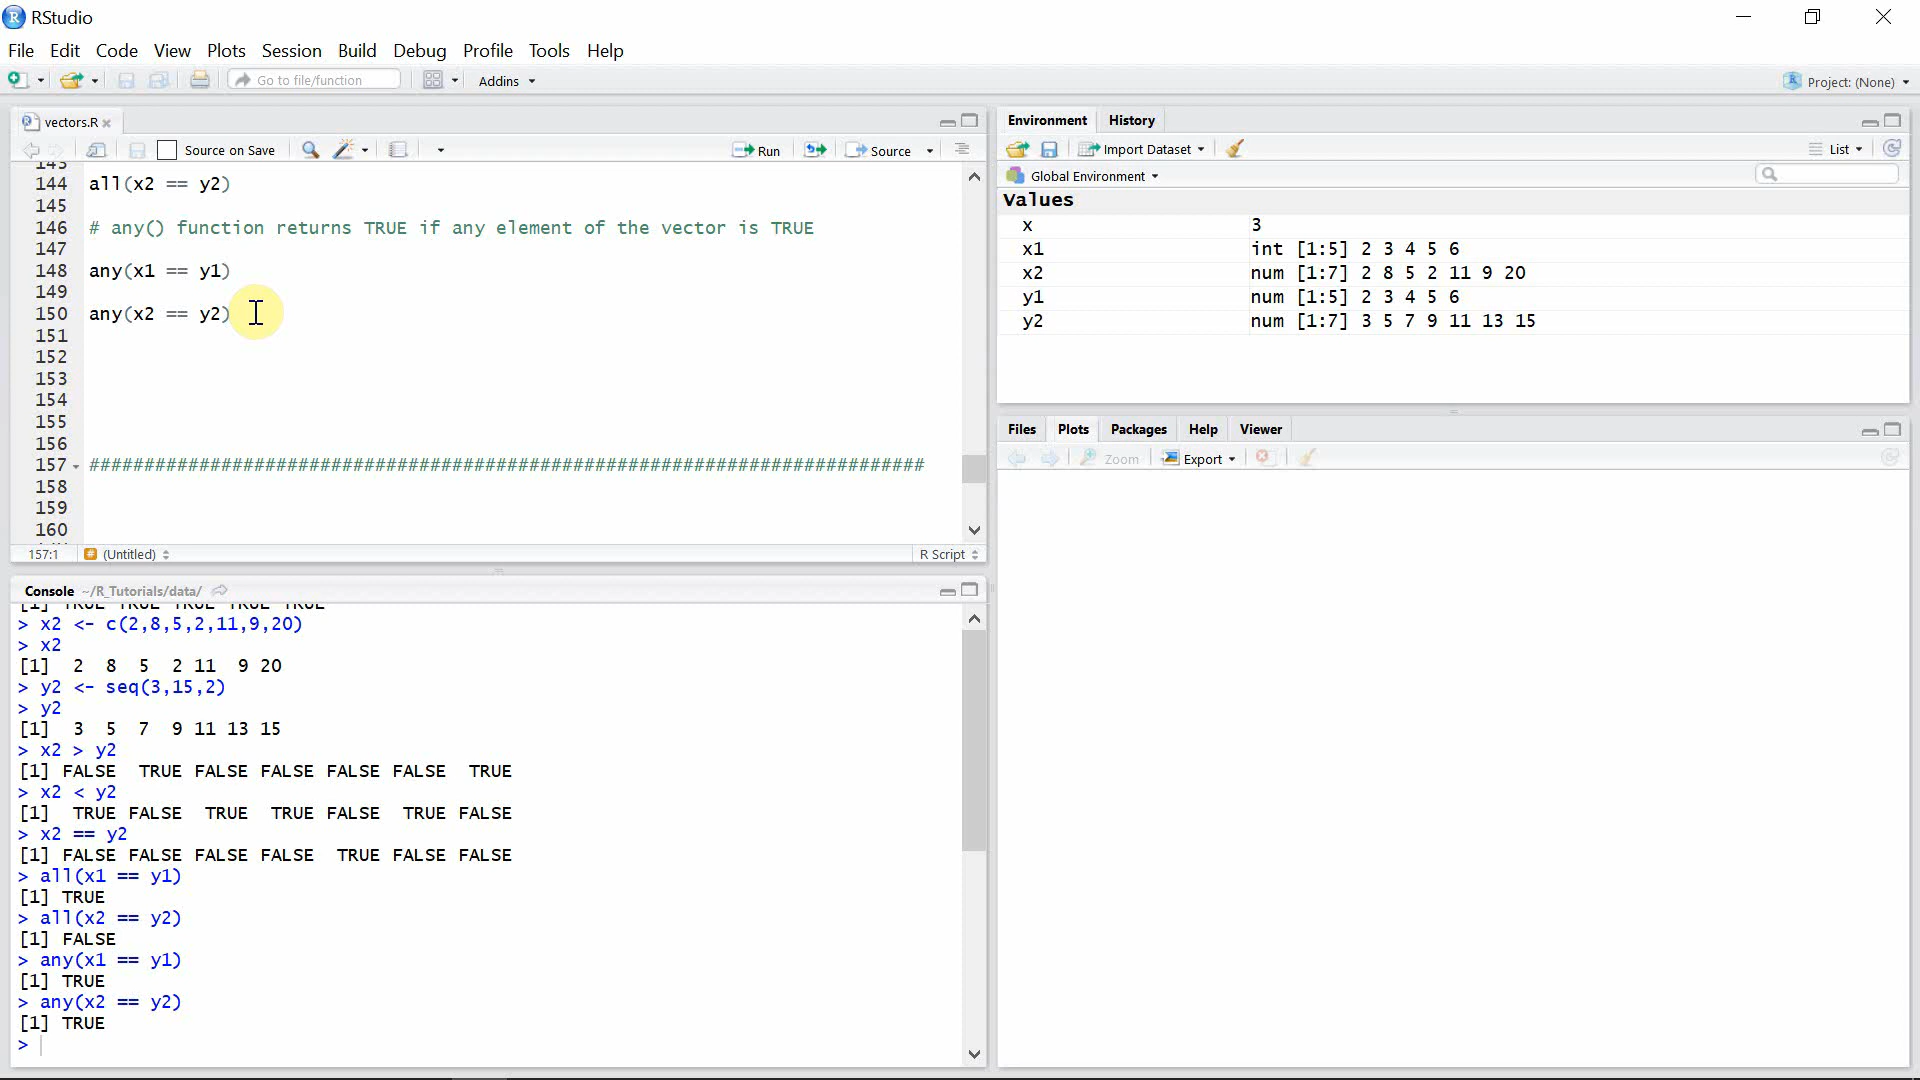 RStudio
File Edit Code View Plots Session Build Debug Profile Tools Help
Go to file/function Addins Project: (None)
vectors.R
Source on Save Run Source
143
144 all(x2 == y2)
145
146 # any() function returns TRUE if any element of the vector is TRUE
147
148 any(x1 == y1)
149
150 any(x2 == y2)
151
152
153
154
155
156
157 ############################################################################
158
159
160
157:1 (Untitled) R Script
Console ~/R_Tutorials/data/
[1] TRUE TRUE TRUE TRUE TRUE
> x2 <- c(2,8,5,2,11,9,20)
> x2
[1] 2 8 5 2 11 9 20
> y2 <- seq(3,15,2)
> y2
[1] 3 5 7 9 11 13 15
> x2 > y2
[1] FALSE TRUE FALSE FALSE FALSE FALSE TRUE
> x2 < y2
[1] TRUE FALSE TRUE TRUE FALSE TRUE FALSE
> x2 == y2
[1] FALSE FALSE FALSE FALSE TRUE FALSE FALSE
> all(x1 == y1)
[1] TRUE
> all(x2 == y2)
[1] FALSE
> any(x1 == y1)
[1] TRUE
> any(x2 == y2)
[1] TRUE
>
Environment History
Import Dataset List
Global Environment
Values
x 3
x1 int [1:5] 2 3 4 5 6
x2 num [1:7] 2 8 5 2 11 9 20
y1 num [1:5] 2 3 4 5 6
y2 num [1:7] 3 5 7 9 11 13 15
Files Plots Packages Help Viewer
Zoom Export